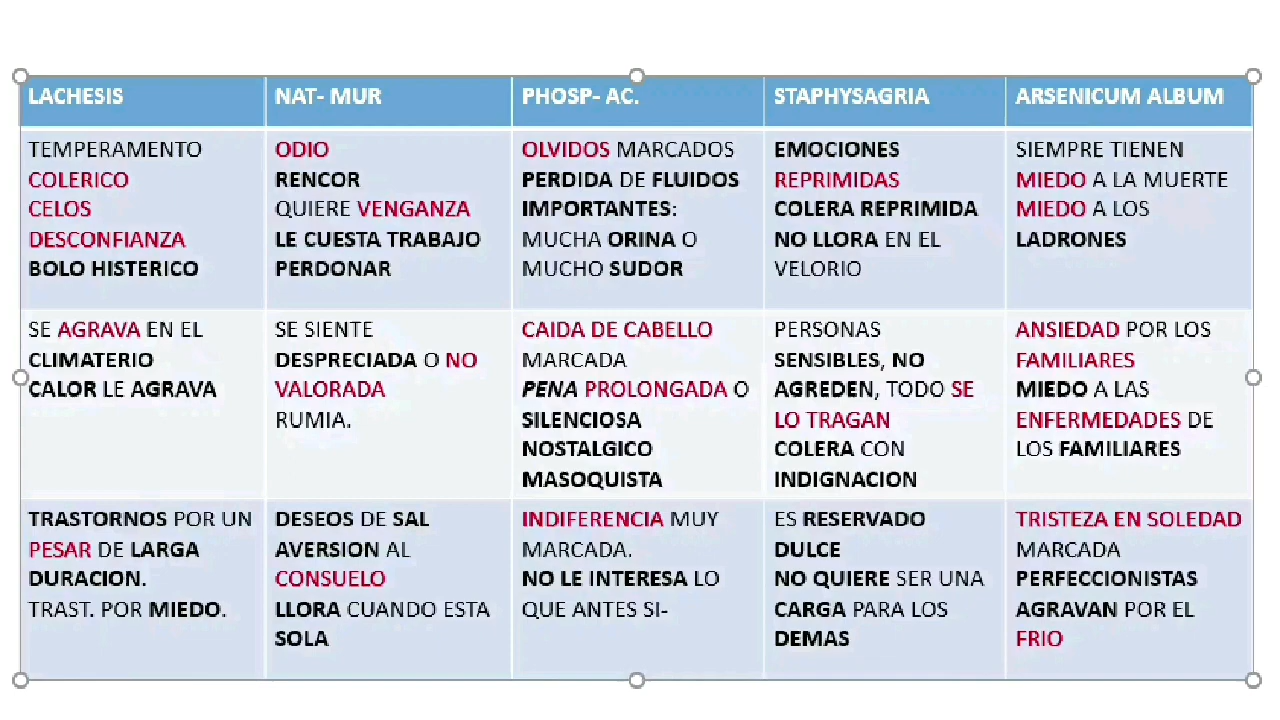 LACHESIS
NAT- MUR
PHOSP- AC.
STAPHYSAGRIA
ARSENICUM ALBUM
TEMPERAMENTO
COLERICO
CELOS
DESCONFIANZA
BOLO HISTERICO
ODIO
RENCOR
QUIERE VENGANZA
LE CUESTA TRABAJO
PERDONAR
OLVIDOS MARCADOS
PERDIDA DE FLUIDOS
IMPORTANTES:
MUCHA ORINA O
MUCHO SUDOR
EMOCIONES
REPRIMIDAS
COLERA REPRIMIDA
NO LLORA EN EL
VELORIO
SIEMPRE TIENEN
MIEDO A LA MUERTE
MIEDO A LOS
LADRONES
SE AGRAVA EN EL
CLIMATERIO
CALOR LE AGRAVA
SE SIENTE
DESPRECIADA O NO
VALORADA
RUMIA.
CAIDA DE CABELLO
MARCADA
PENA PROLONGADA O
SILENCIOSA
NOSTALGICO
MASOQUISTA
PERSONAS
SENSIBLES, NO
AGREDEN, TODO SE
LO TRAGAN
COLERA CON
INDIGNACION
ANSIEDAD POR LOS
FAMILIARES
MIEDO A LAS
ENFERMEDADES DE
LOS FAMILIARES
TRASTORNOS POR UN
PESAR DE LARGA
DURACION.
TRAST. POR MIEDO.
DESEOS DE SAL
AVERSION AL
CONSUELO
LLORA CUANDO ESTA
SOLA
INDIFERENCIA MUY
MARCADA.
NO LE INTERESA LO
QUE ANTES SI-
ES RESERVADO
DULCE
NO QUIERE SER UNA
CARGA PARA LOS
DEMAS
TRISTEZA EN SOLEDAD
MARCADA
PERFECCIONISTAS
AGRAVAN POR EL
FRIO